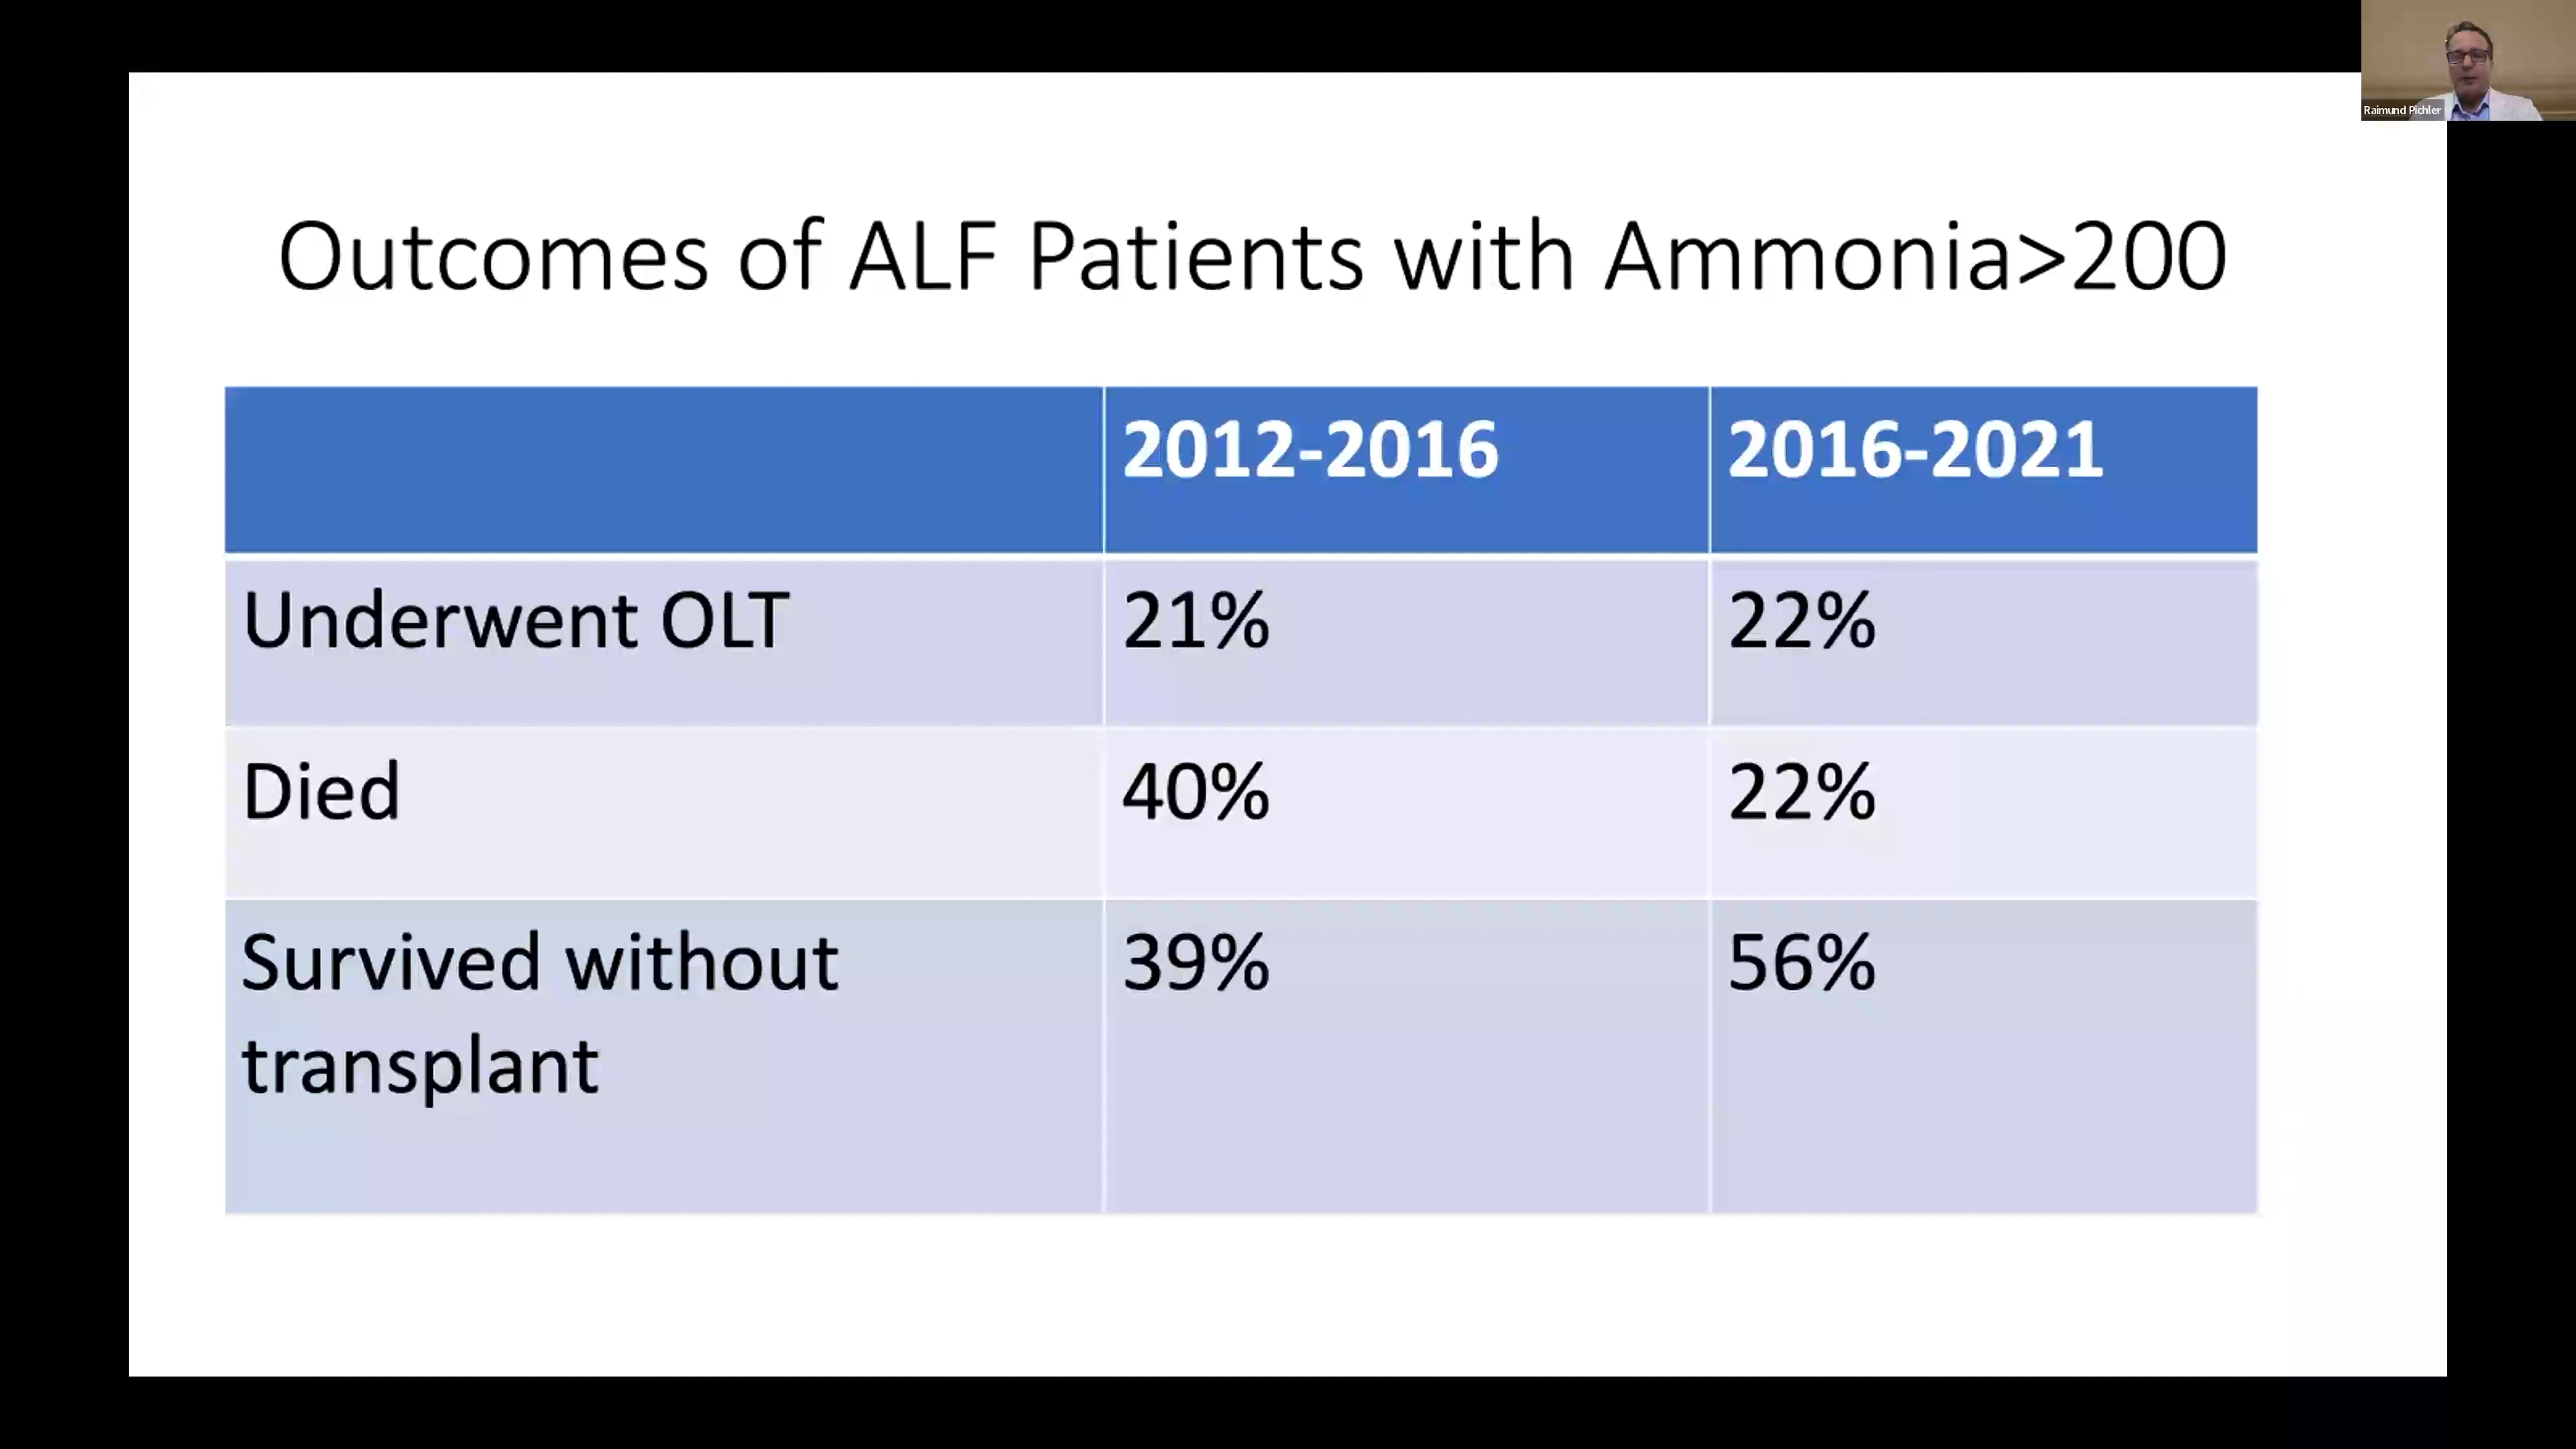 Raimund Pichler
Outcomes of ALF Patients with Ammonia>200
2012-2016 2016-2021
Underwent OLT 21% 22%
Died 40% 22%
Survived without 39% 56%
transplant